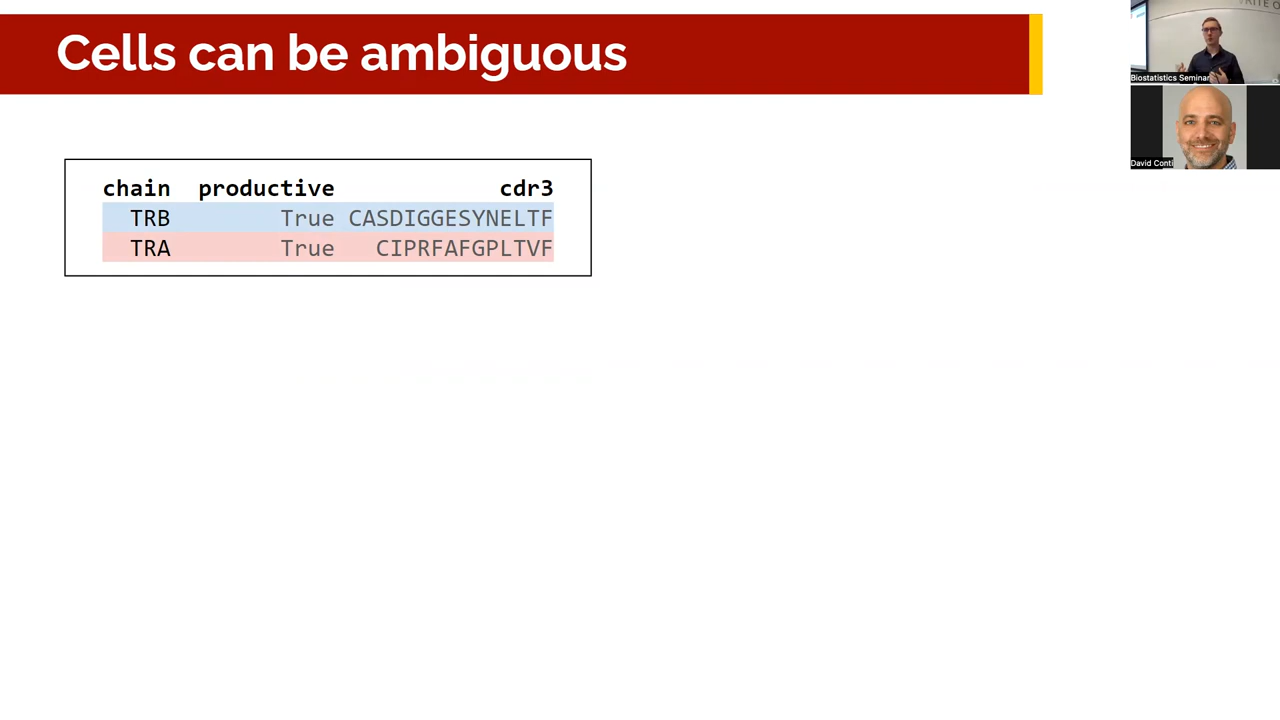 Cells can be ambiguous
chain productive cdr3
TRB True CASDIGGESYNELTF
TRA True CIPRFAFGPLTVF
Biostatistics Seminar
David Conti